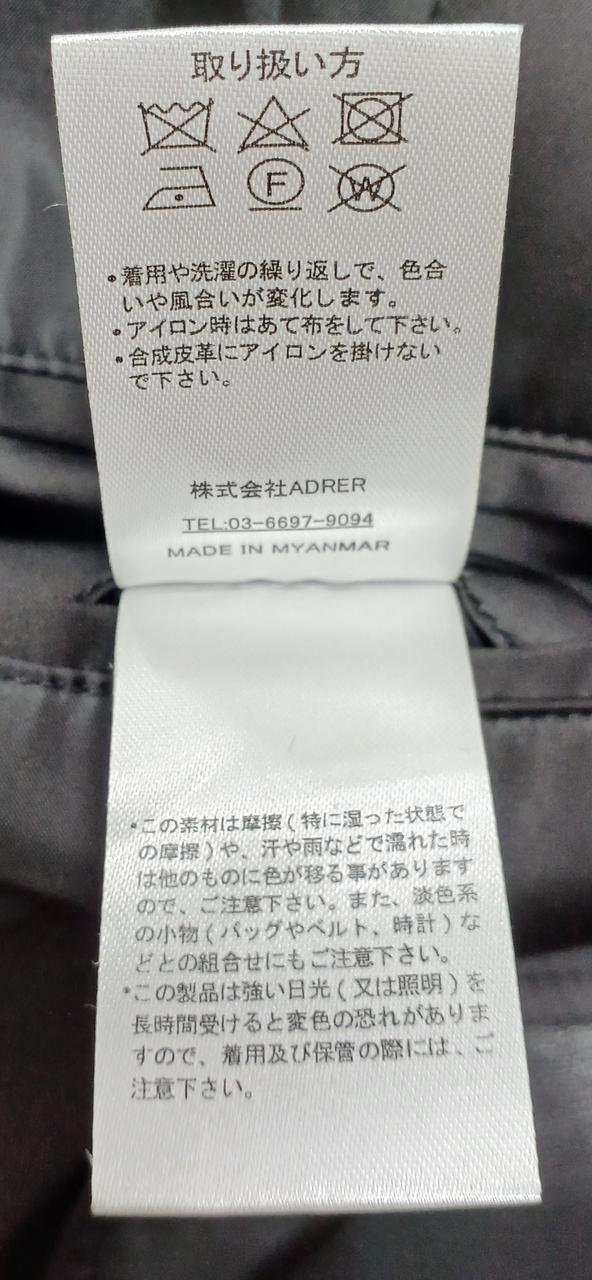 取り扱い方
F W
•着用や洗濯の繰り返しで、色合
いや風合いが変化します。
•アイロン時はあて布をして下さい。
•合成皮革にアイロンを掛けない
で下さい。
株式会社ADRER
TEL:03-6697-9094
MADE IN MYANMAR
•この素材は摩擦(特に湿った状態で
の摩擦)や、汗や雨などで濡れた時
は他のものに色が移る事があります
ので、ご注意下さい。また、淡色系
の小物(バッグやベルト、時計)な
どとの組合せにもご注意下さい。
•この製品は強い日光(又は照明)を
長時間受けると変色の恐れがありま
すので、着用及び保管の際には、ご
注意下さい。